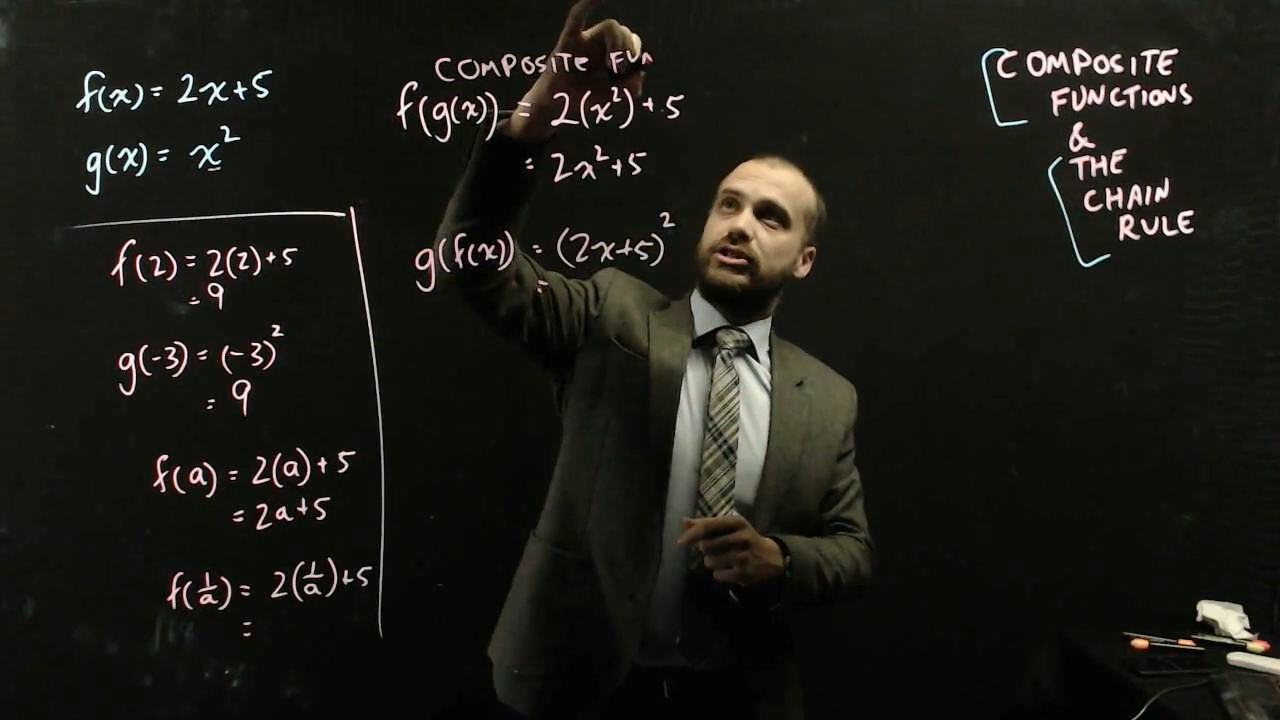 f(x) = 2x+5
g(x) = x²
f(2) = 2(2)+5
= 9
g(-3) = (-3)²
= 9
f(a) = 2(a)+5
= 2a+5
f(1/a) = 2(1/a)+5
=
COMPOSITE FUN
f(g(x)) = 2(x²)+5
= 2x²+5
g(f(x)) = (2x+5)²
=
COMPOSITE
FUNCTIONS
&
THE
CHAIN
RULE